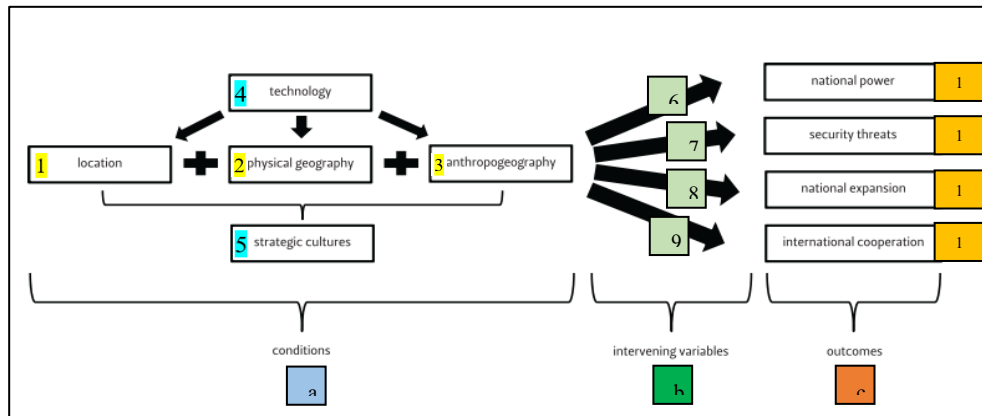 4 technology
6
national power 1
7
security threats 1
1 location
2 physical geography
3 anthropogeography
8
national expansion 1
5 strategic cultures
9
international cooperation 1
conditions
intervening variables
outcomes
a
b
c